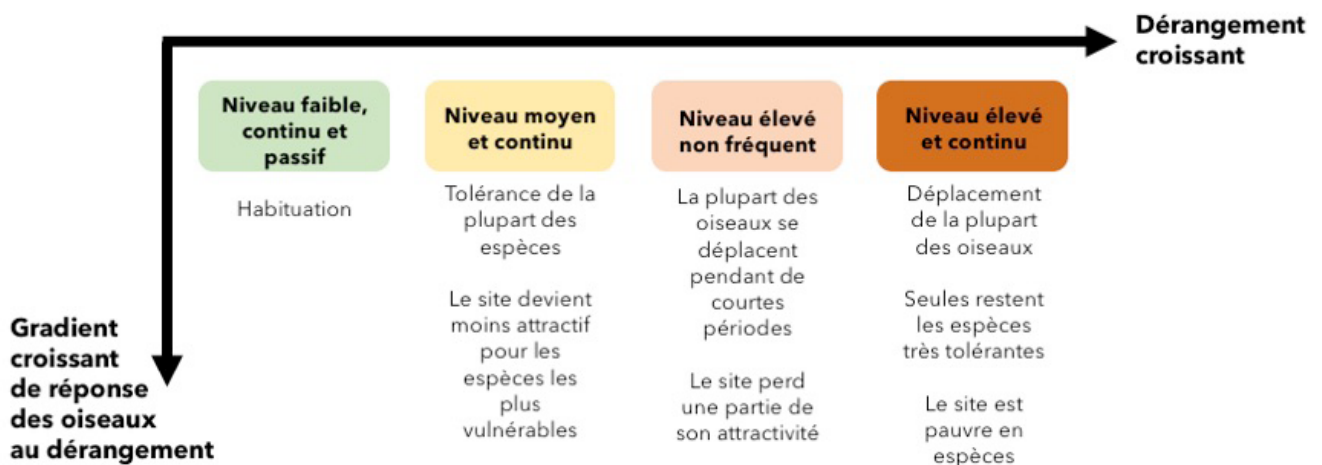 Dérangement
croissant
Niveau faible,
continu et
passif
Habituation
Niveau moyen
et continu
Tolérance de la
plupart des
espèces
Le site devient
moins attractif
pour les
espèces les
plus
vulnérables
Niveau élevé
non fréquent
La plupart des
oiseaux se
déplacent
pendant de
courtes
périodes
Le site perd
une partie de
son attractivité
Niveau élevé
et continu
Déplacement
de la plupart
des oiseaux
Seules restent
les espèces
très tolérantes
Le site est
pauvre en
espèces
Gradient
croissant
de réponse
des oiseaux
au dérangement